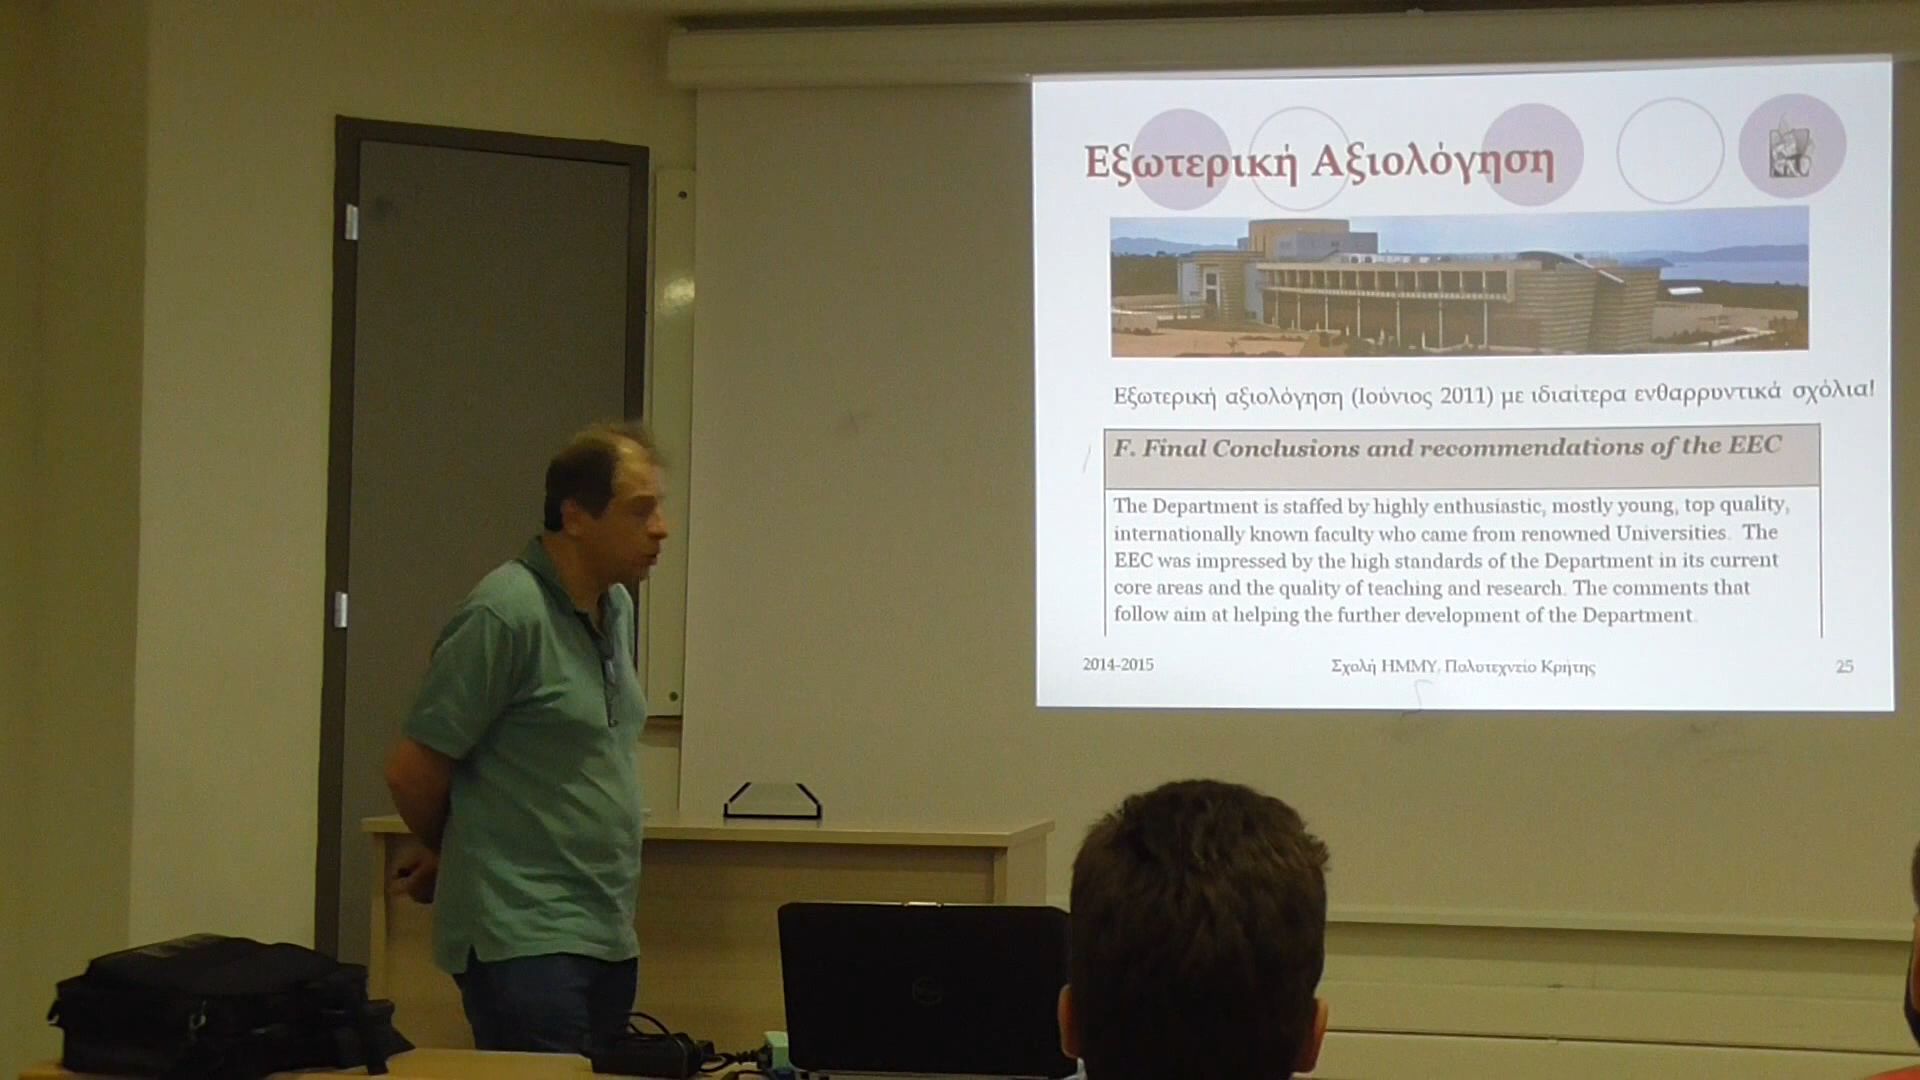 Εξωτερική Αξιολόγηση
Εξωτερική αξιολόγηση (Ιούνιος 2011) με ιδιαίτερα ενθαρρυντικά σχόλια!
F. Final Conclusions and recommendations of the EEC
The Department is staffed by highly enthusiastic, mostly young, top quality,
internationally known faculty who came from renowned Universities. The
EEC was impressed by the high standards of the Department in its current
core areas and the quality of teaching and research. The comments that
follow aim at helping the further development of the Department.
2014-2015 Σχολή ΗΜΜΥ, Πολυτεχνείο Κρήτης 25